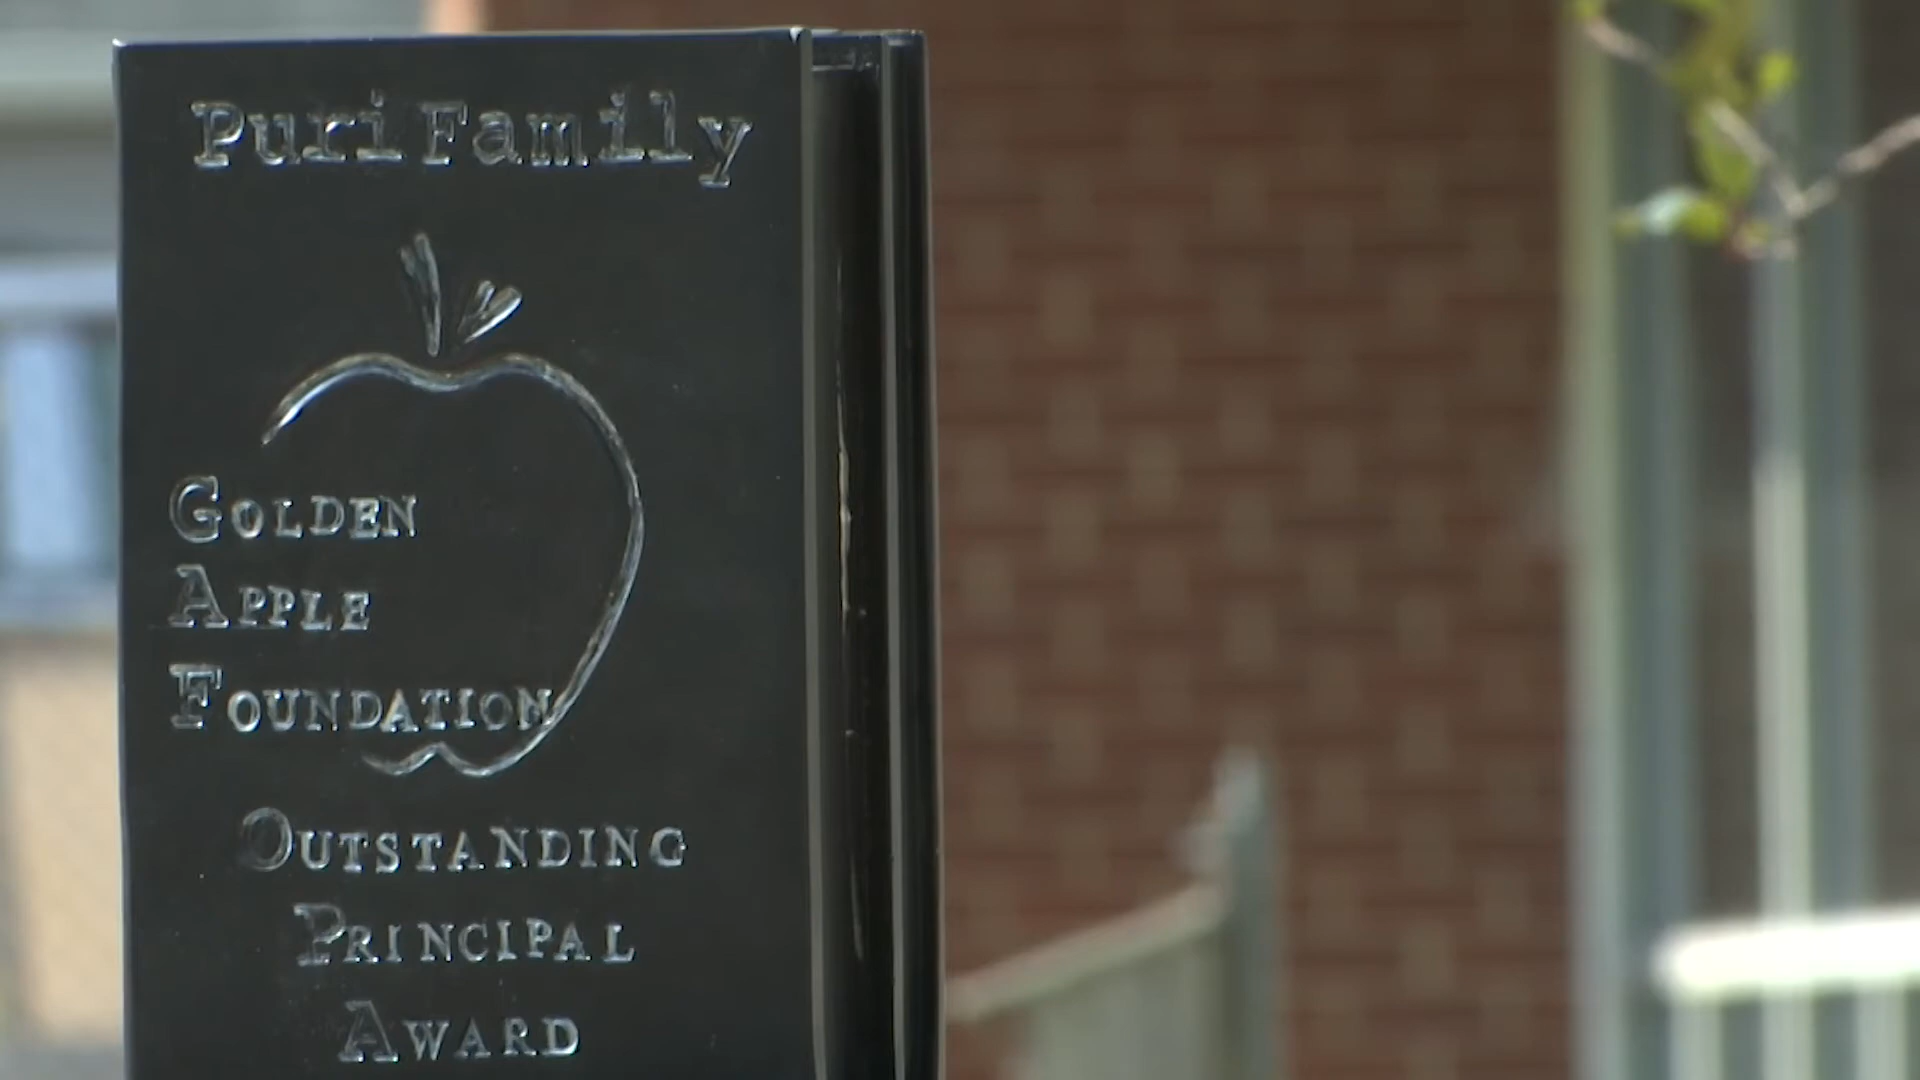 Puri Family
GOLDEN
APPLE
FOUNDATION
OUTSTANDING
PRINCIPAL
AWARD